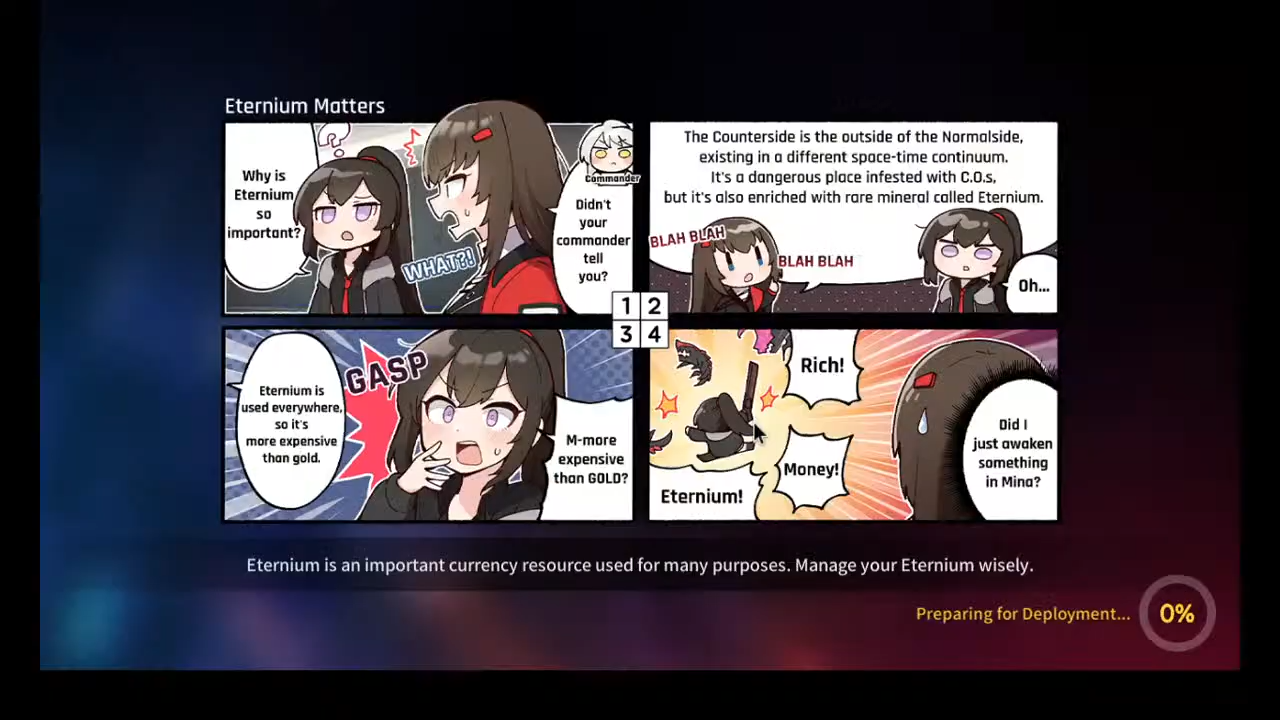 Eternium Matters
Why is
Eternium
so
important?
WHAT?!
Commander
Didn't
your
commander
tell
you?
The Counterside is the outside of the Normalside,
existing in a different space-time continuum.
It's a dangerous place infested with C.O.s,
but it's also enriched with rare mineral called Eternium.
BLAH BLAH
BLAH BLAH
Oh...
1 2
3 4
Eternium is
used everywhere,
so it's
more expensive
than gold.
GASP
M-more
expensive
than GOLD?
Rich!
Money!
Eternium!
Did I
just awaken
something
in Mina?
Eternium is an important currency resource used for many purposes. Manage your Eternium wisely.
Preparing for Deployment...
0%